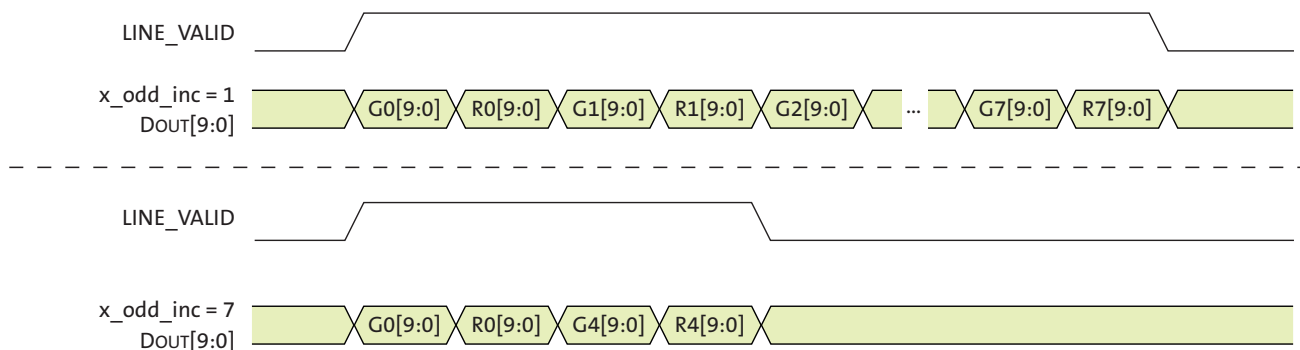 LINE_VALID
x_odd_inc = 1
DOUT[9:0]
G0[9:0] R0[9:0] G1[9:0] R1[9:0] G2[9:0] ... G7[9:0] R7[9:0]
LINE_VALID
x_odd_inc = 7
DOUT[9:0]
G0[9:0] R0[9:0] G4[9:0] R4[9:0]